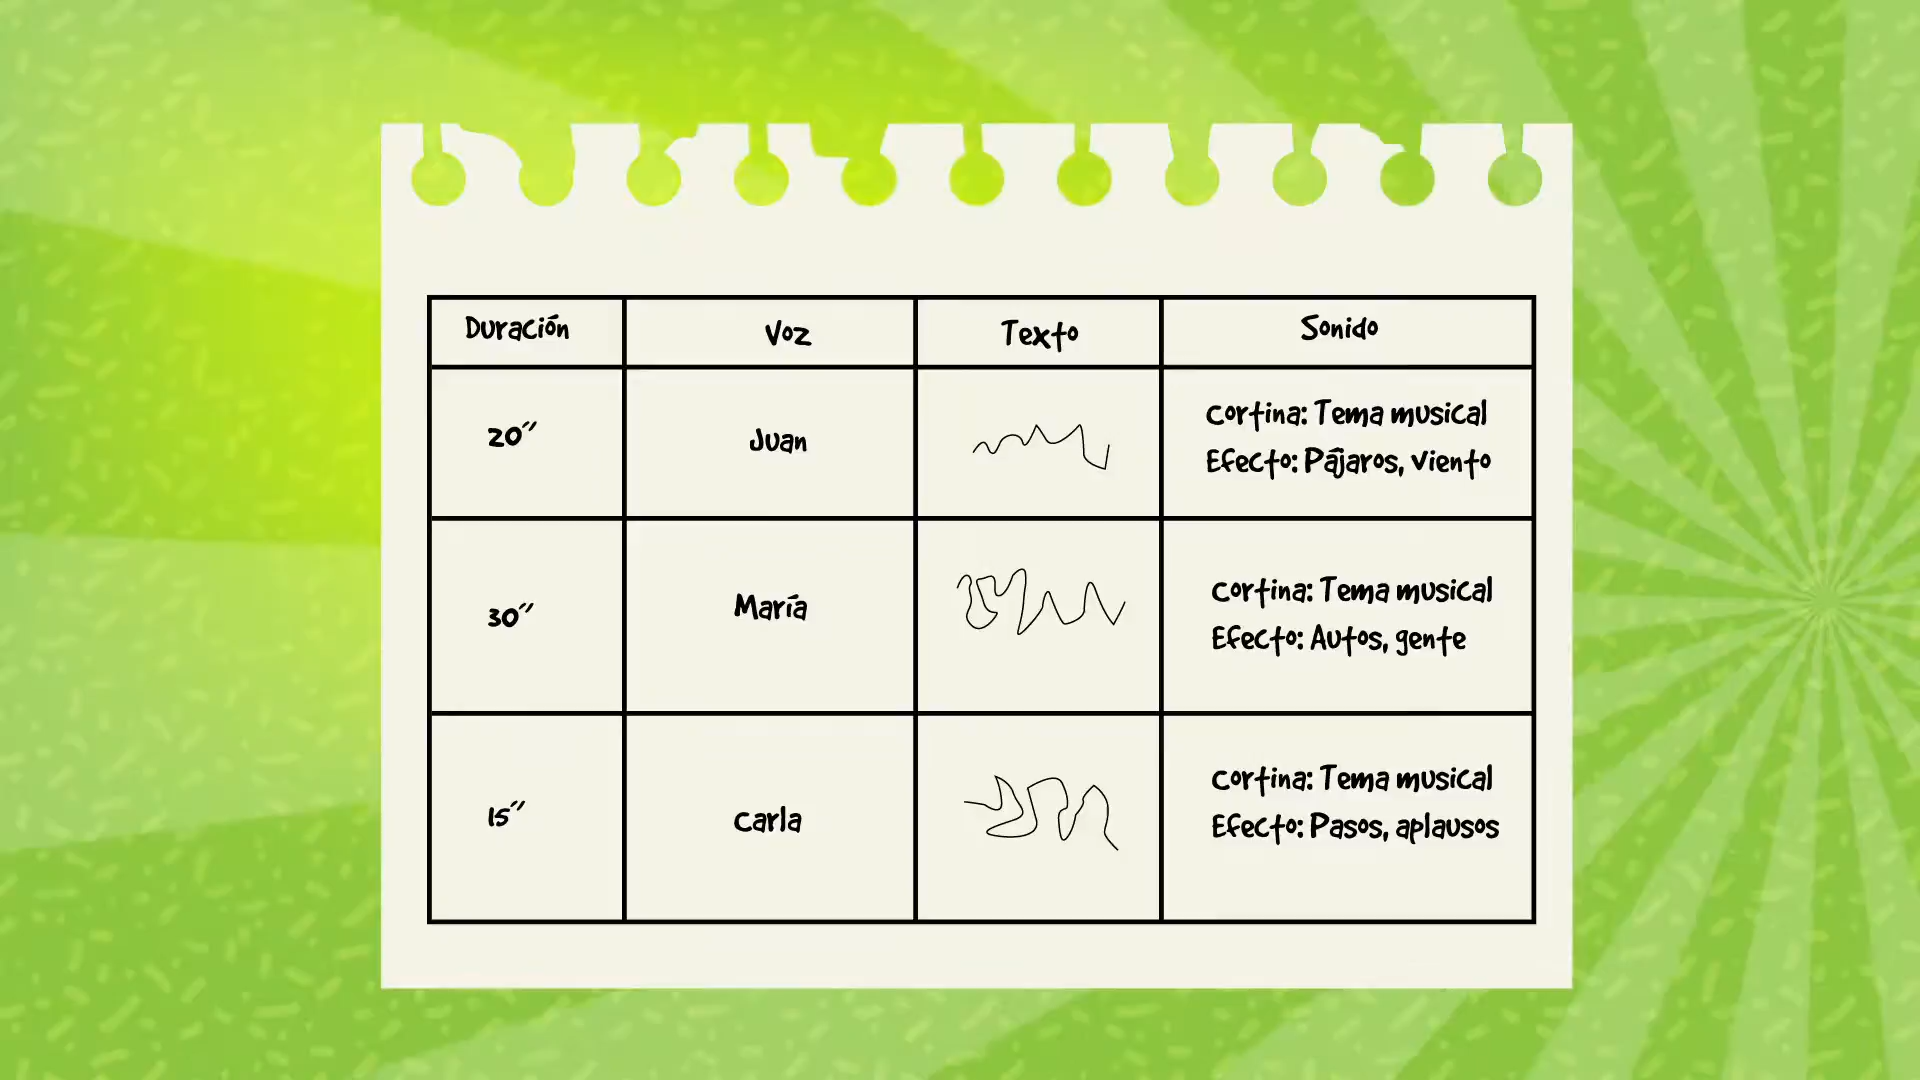 Duración Voz Texto Sonido
20″ Juan Cortina: Tema musical
Efecto: Pájaros, viento
30″ María Cortina: Tema musical
Efecto: Autos, gente
15″ Carla Cortina: Tema musical
Efecto: Pasos, aplausos